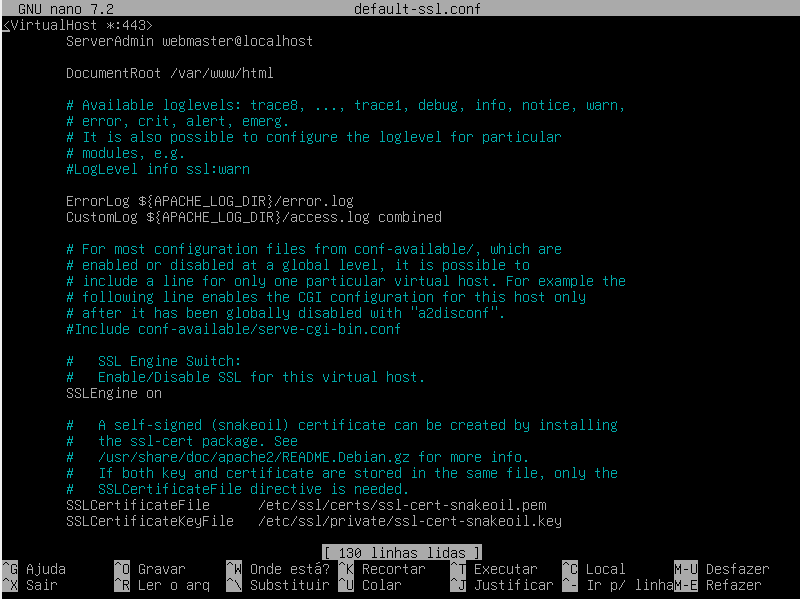 GNU nano 7.2 default-ssl.conf
<VirtualHost *:443>
ServerAdmin webmaster@localhost
DocumentRoot /var/www/html
# Available loglevels: trace8, ..., trace1, debug, info, notice, warn,
# error, crit, alert, emerg.
# It is also possible to configure the loglevel for particular
# modules, e.g.
#LogLevel info ssl:warn
ErrorLog ${APACHE_LOG_DIR}/error.log
CustomLog ${APACHE_LOG_DIR}/access.log combined
# For most configuration files from conf-available/, which are
# enabled or disabled at a global level, it is possible to
# include a line for only one particular virtual host. For example the
# following line enables the CGI configuration for this host only
# after it has been globally disabled with "a2disconf".
#Include conf-available/serve-cgi-bin.conf
# SSL Engine Switch:
# Enable/Disable SSL for this virtual host.
SSLEngine on
# A self-signed (snakeoil) certificate can be created by installing
# the ssl-cert package. See
# /usr/share/doc/apache2/README.Debian.gz for more info.
# If both key and certificate are stored in the same file, only the
# SSLCertificateFile directive is needed.
SSLCertificateFile /etc/ssl/certs/ssl-cert-snakeoil.pem
SSLCertificateKeyFile /etc/ssl/private/ssl-cert-snakeoil.key
[ 130 linhas lidas ]
^G Ajuda ^O Gravar ^W Onde está? ^K Recortar ^T Executar ^C Local M-U Desfazer
^X Sair ^R Ler o arq ^\ Substituir ^U Colar ^J Justificar ^- Ir p/ linha M-E Refazer